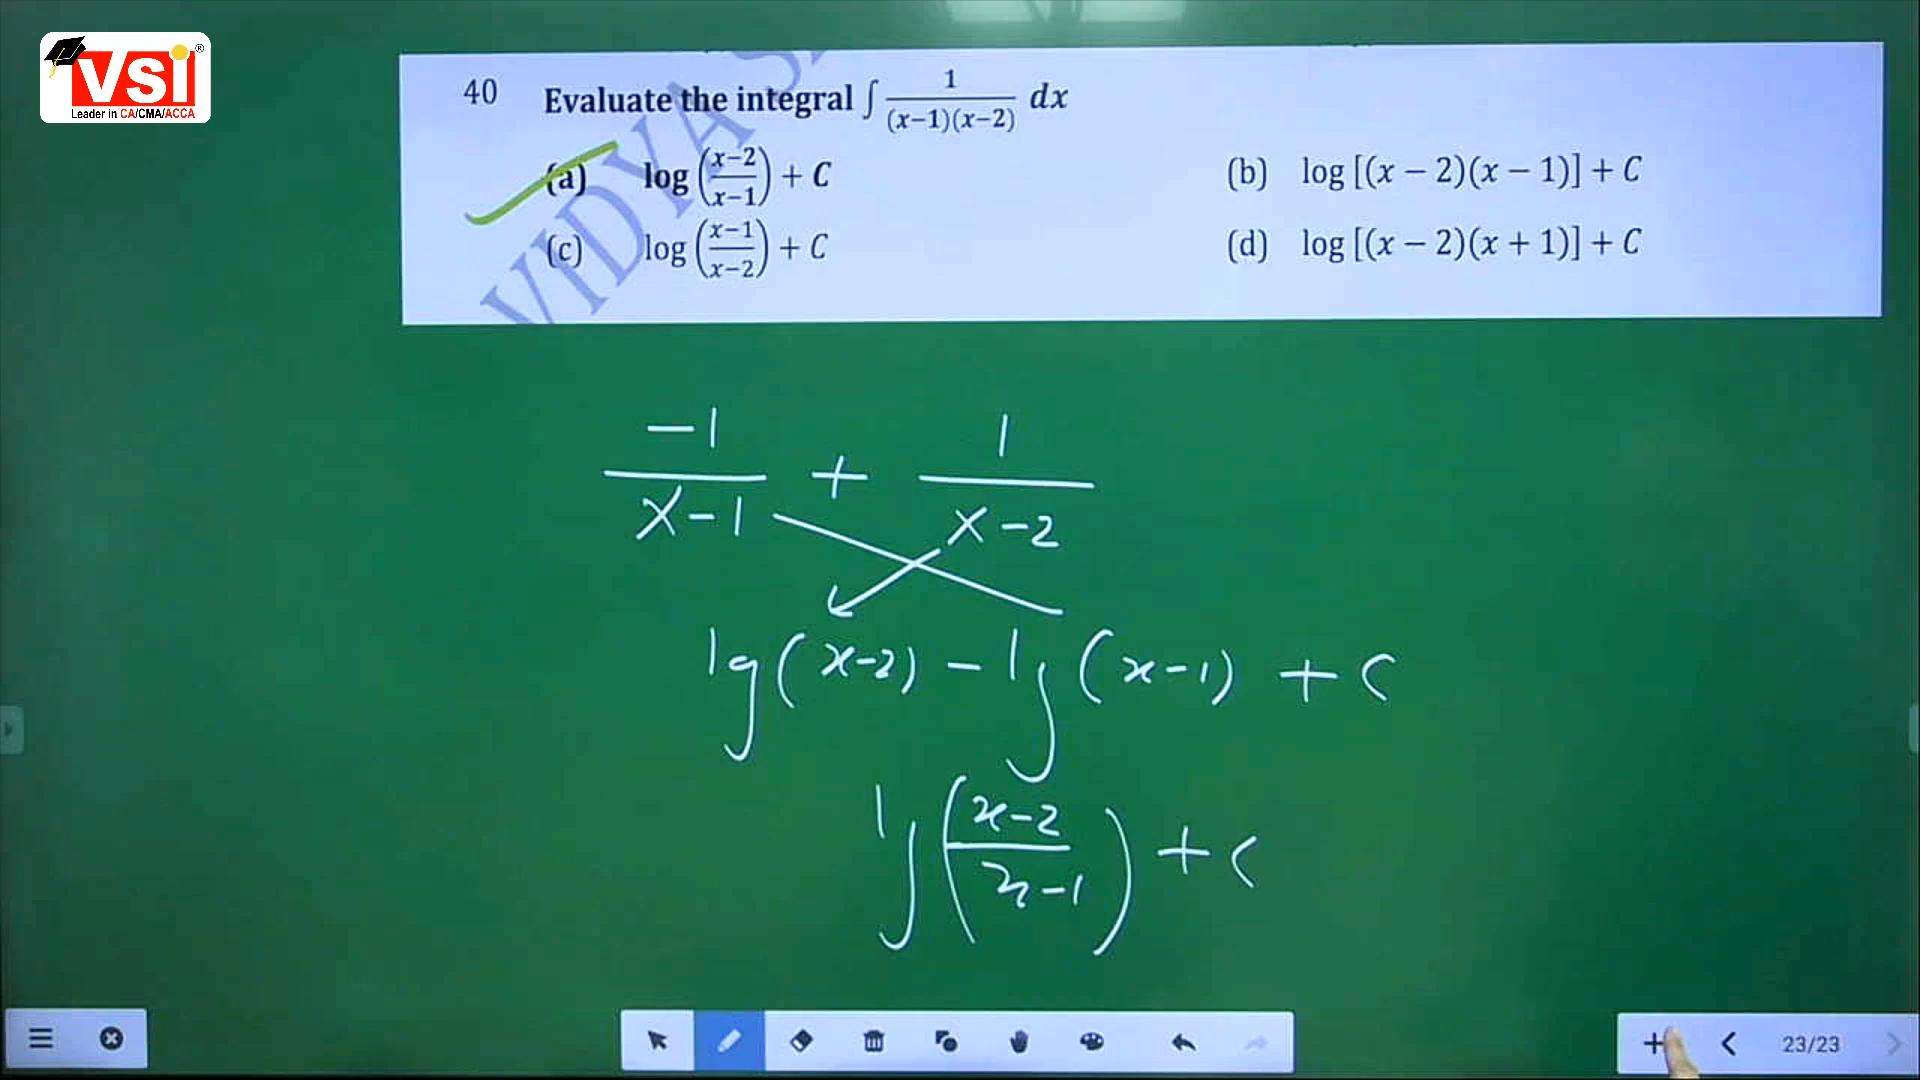 VSI®
Leader in CA/CMA/ACCA
40 Evaluate the integral ∫ 1/((x−1)(x−2)) dx
(a) log ((x−2)/(x−1)) + C
(b) log [(x − 2)(x − 1)] + C
(c) log ((x−1)/(x−2)) + C
(d) log [(x − 2)(x + 1)] + C
VIDYA S
−1/(x−1) + 1/(x−2)
lg (x−2) − lg (x−1) + C
lg ((x−2)/(x−1)) + C
23/23